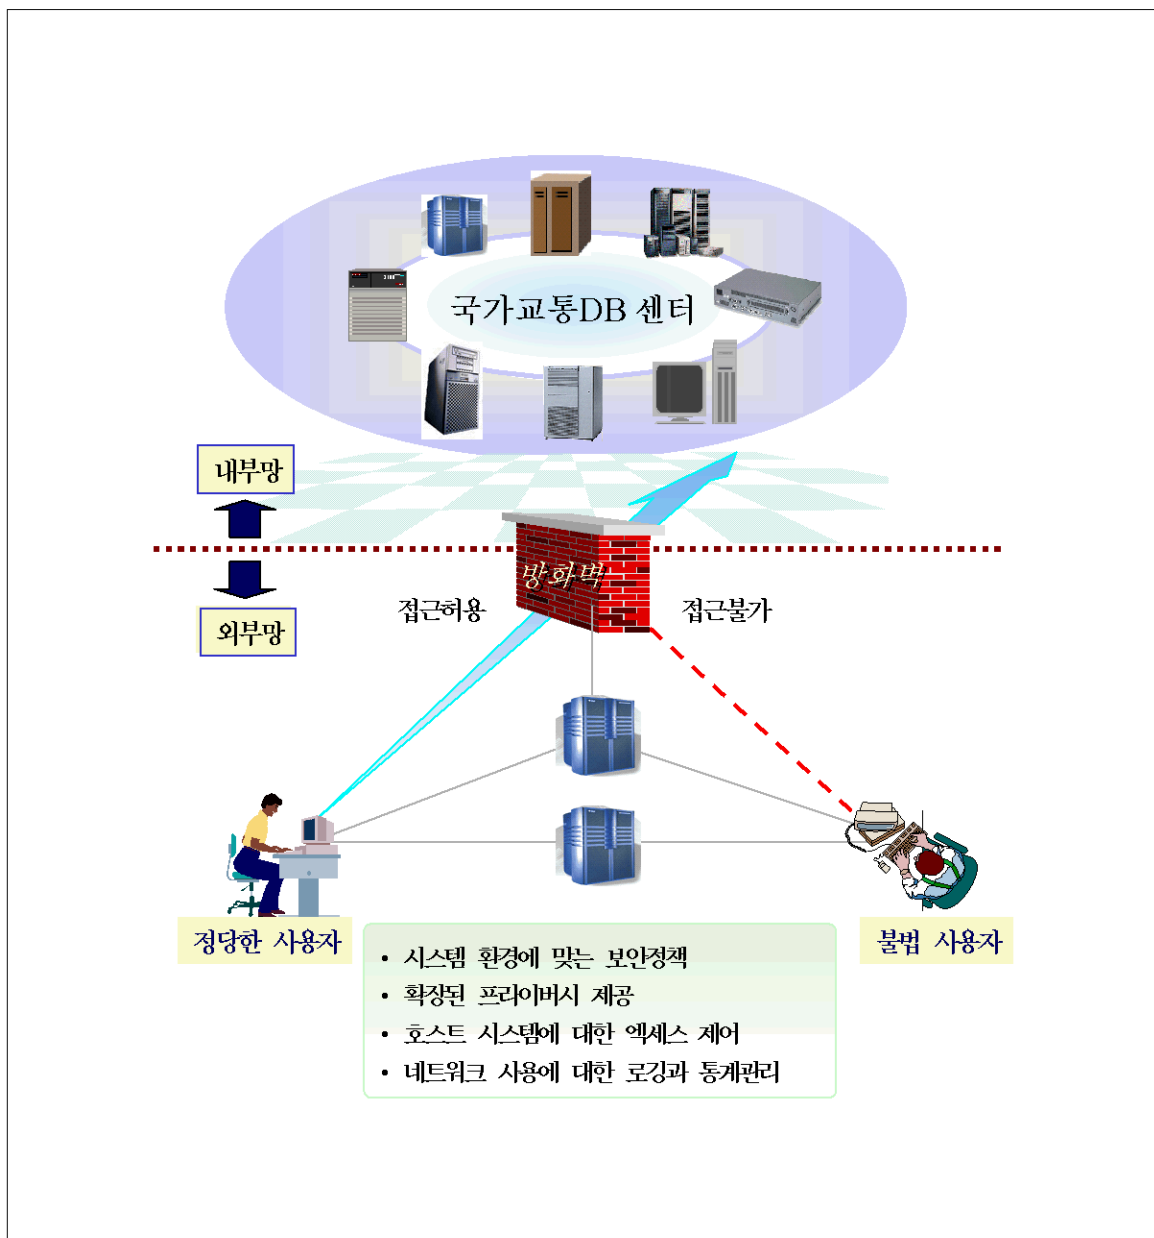 국가교통DB 센터
내부망
방화벽
접근허용
접근불가
외부망
정당한 사용자
불법 사용자
• 시스템 환경에 맞는 보안정책
• 확장된 프라이버시 제공
• 호스트 시스템에 대한 엑세스 제어
• 네트워크 사용에 대한 로깅과 통계관리